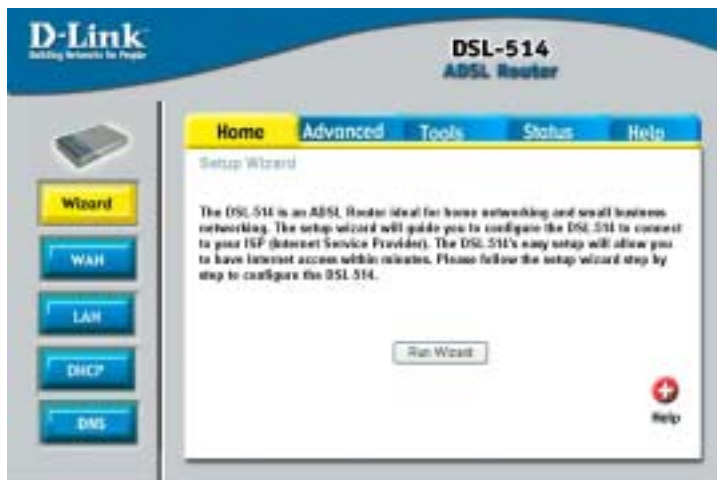 D-Link
Building Networks for People
DSL-514
ADSL Router
Home Advanced Tools Status Help
Setup Wizard
Wizard
WAN
LAN
DHCP
DNS
The DSL-514 is an ADSL Router ideal for home networking and small business
networking. The setup wizard will guide you to configure the DSL-514 to connect
to your ISP (Internet Service Provider). The DSL-514's easy setup will allow you
to have Internet access within minutes. Please follow the setup wizard step by
step to configure the DSL-514.
Run Wizard
Help